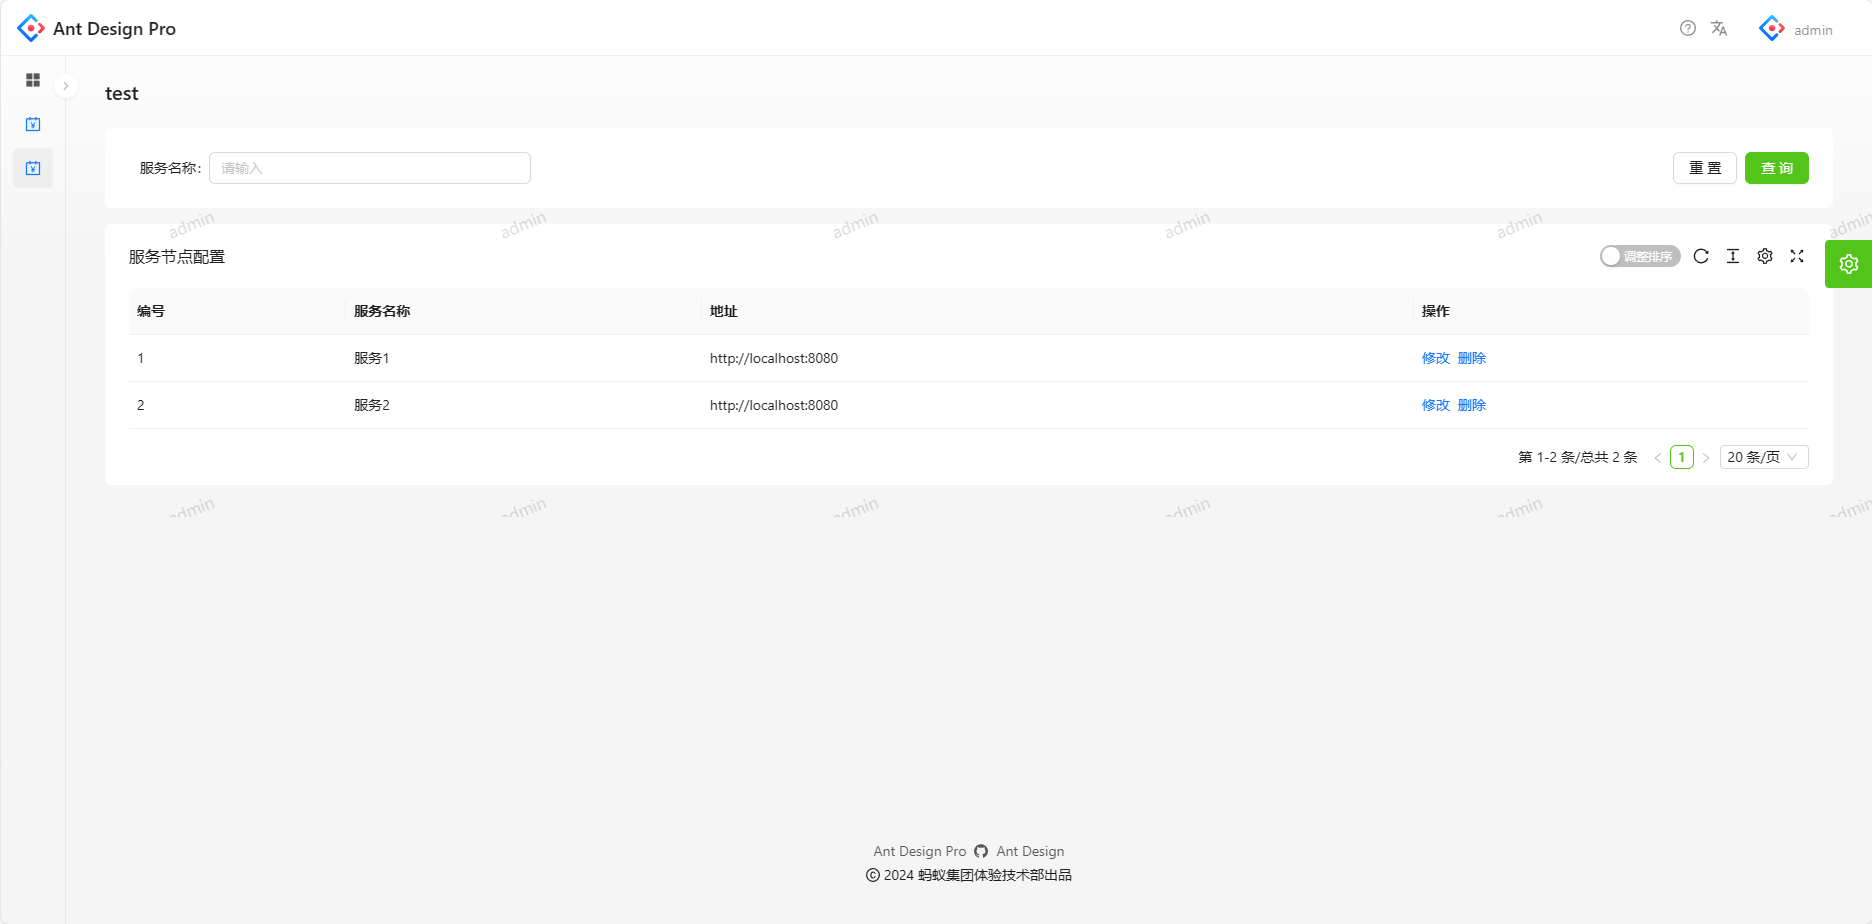 Ant Design Pro
admin
test
服务名称: 请输入 重 置 查 询
admin admin admin admin admin admin
服务节点配置 调整排序
编号 服务名称 地址 操作
1 服务1 http://localhost:8080 修改 删除
2 服务2 http://localhost:8080 修改 删除
第 1-2 条/总共 2 条 1 20 条/页
admin admin admin admin admin admin
Ant Design Pro Ant Design
© 2024 蚂蚁集团体验技术部出品